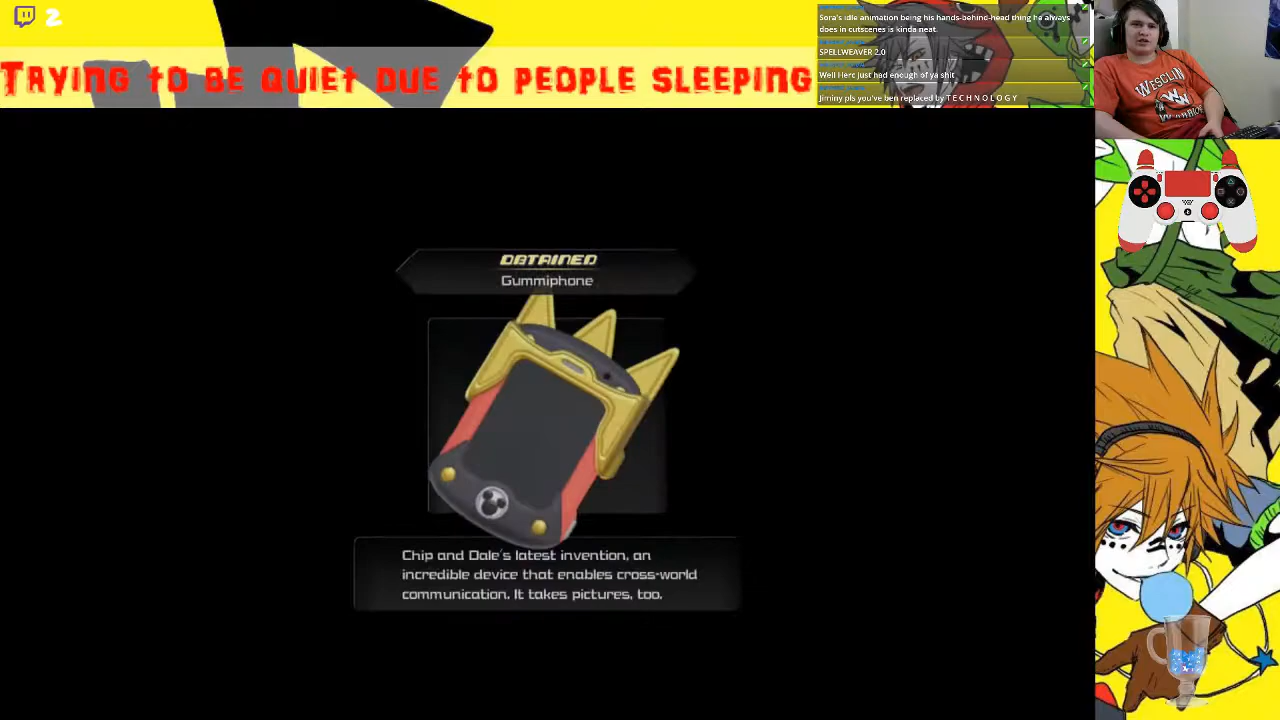 2
TRYING TO BE QUIET DUE TO PEOPLE SLEEPING
Sora's idle animation being his hands-behind-head thing he always
does in cutscenes is kinda neat.
SPELLWEAVER 2.0
Well Herc just had enough of ya shit
Jiminy pls you've ben replaced by T E C H N O L O G Y
WESCLIN
OBTAINED
Gummiphone
Chip and Dale's latest invention, an
incredible device that enables cross-world
communication. It takes pictures, too.